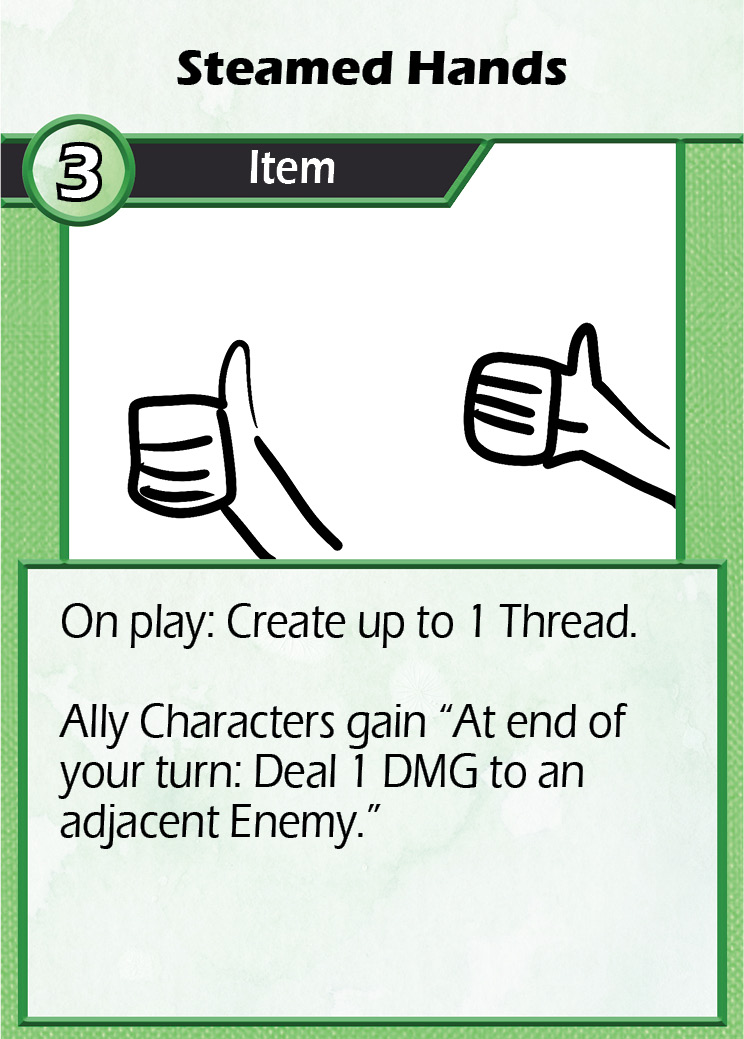 Steamed Hands
3
Item
On play: Create up to 1 Thread.
Ally Characters gain “At end of
your turn: Deal 1 DMG to an
adjacent Enemy.”